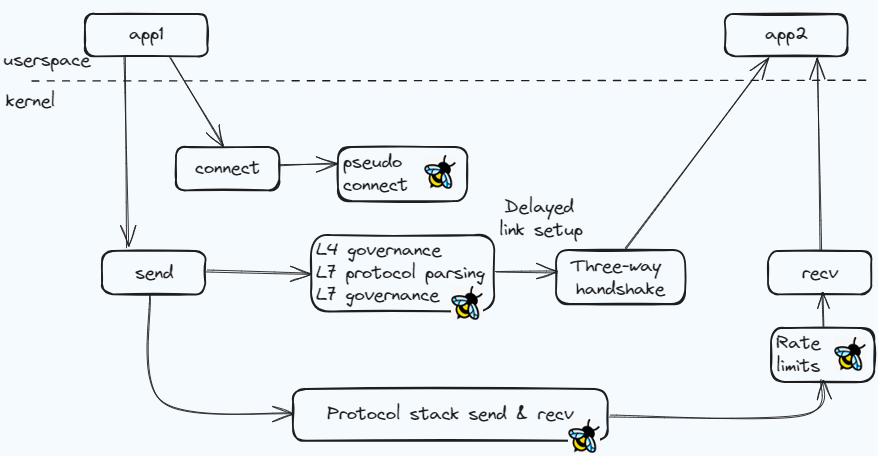 app1
app2
userspace
kernel
connect
pseudo
connect
Delayed
link setup
send
L4 governance
L7 protocol parsing
L7 governance
Three-way
handshake
recv
Rate
limits
Protocol stack send & recv